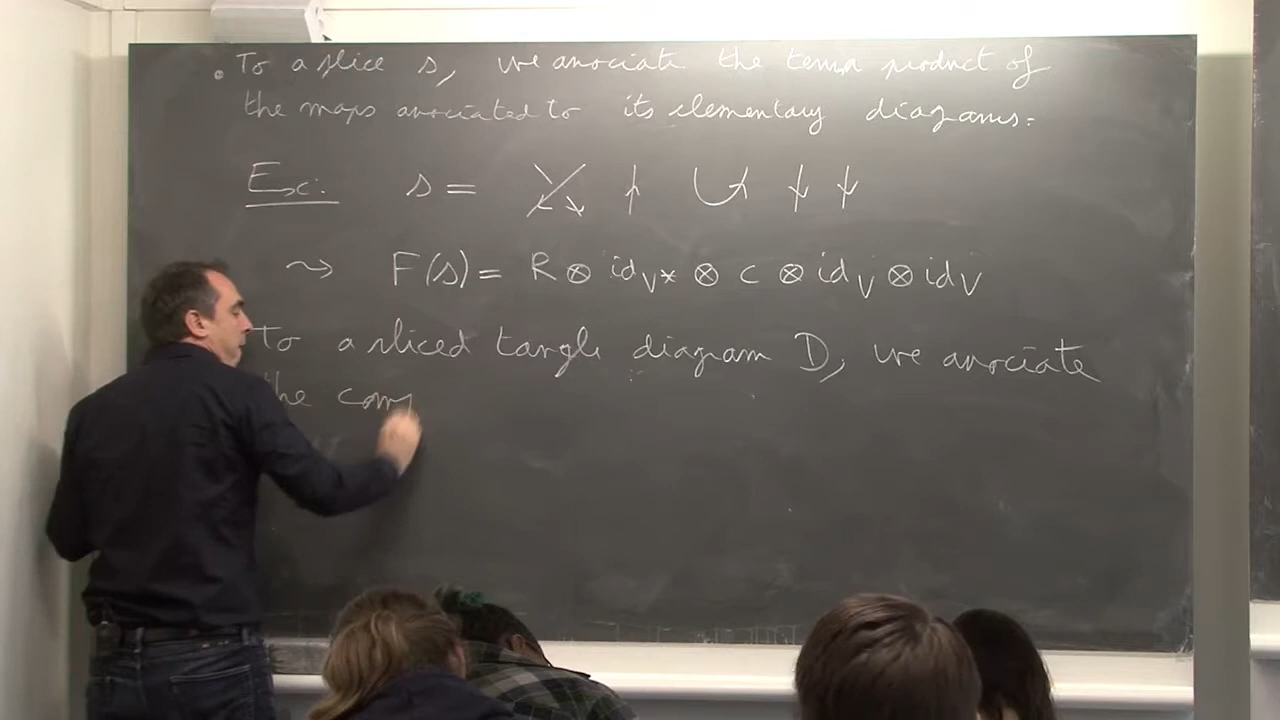 • To a slice s, we associate the tensor product of
the maps associated to its elementary diagrams.
Ex: s =
⇝ F(s) = R ⊗ id_V* ⊗ c ⊗ id_V ⊗ id_V
To a sliced tangle diagram D, we associate
the comp